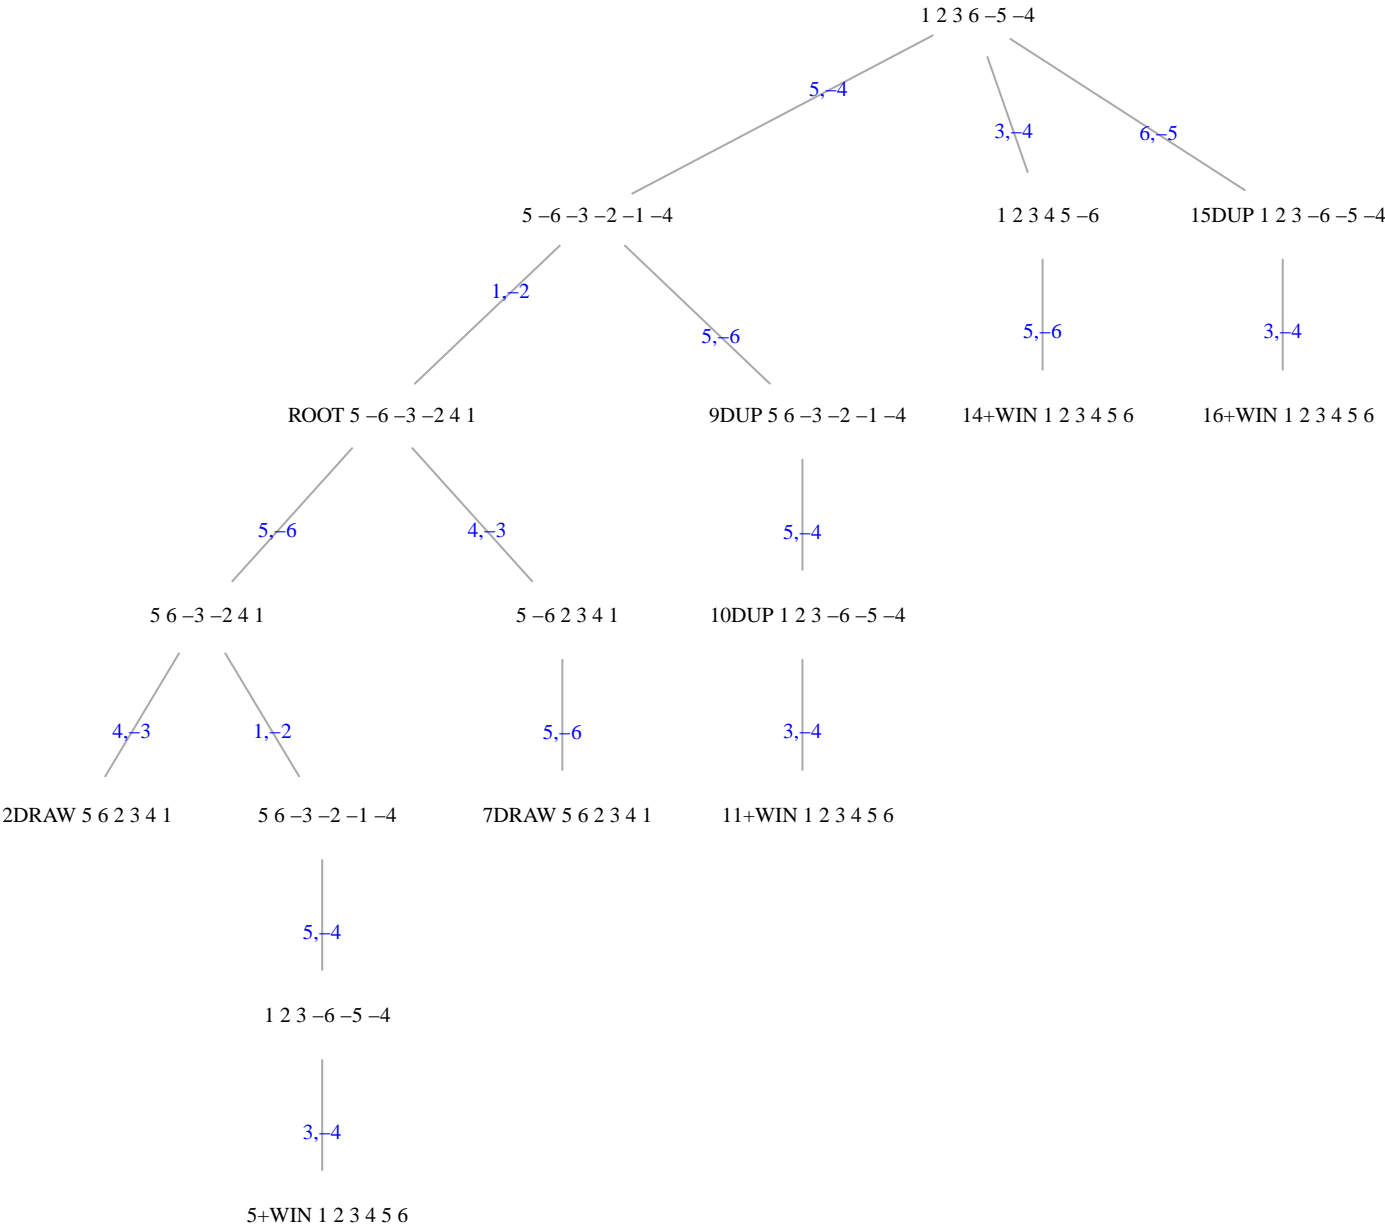 1 2 3 6 –5 –4
5,–4
3,–4
6,–5
5 –6 –3 –2 –1 –4
1 2 3 4 5 –6
15DUP 1 2 3 –6 –5 –4
1,–2
5,–6
5,–6
3,–4
ROOT 5 –6 –3 –2 4 1
9DUP 5 6 –3 –2 –1 –4
14+WIN 1 2 3 4 5 6
16+WIN 1 2 3 4 5 6
5,–6
4,–3
5,–4
5 6 –3 –2 4 1
5 –6 2 3 4 1
10DUP 1 2 3 –6 –5 –4
4,–3
1,–2
5,–6
3,–4
2DRAW 5 6 2 3 4 1
5 6 –3 –2 –1 –4
7DRAW 5 6 2 3 4 1
11+WIN 1 2 3 4 5 6
5,–4
1 2 3 –6 –5 –4
3,–4
5+WIN 1 2 3 4 5 6